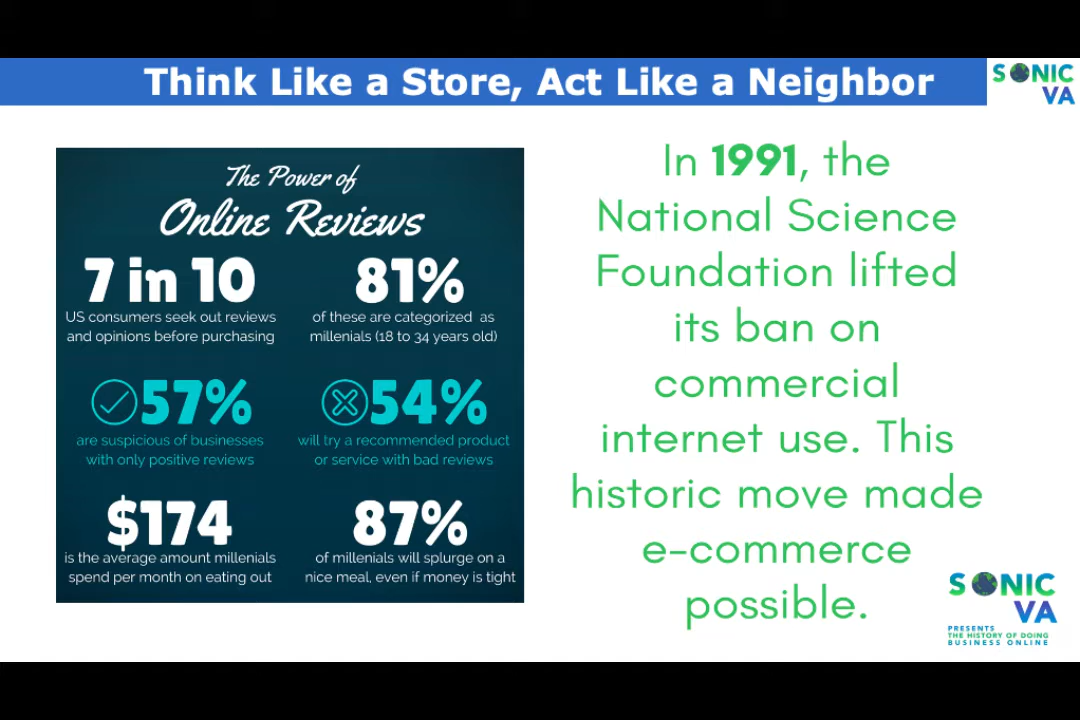 Think Like a Store, Act Like a Neighbor
SONIC
VA
The Power of
Online Reviews
7 in 10
US consumers seek out reviews
and opinions before purchasing
81%
of these are categorized as
millenials (18 to 34 years old)
57%
are suspicious of businesses
with only positive reviews
54%
will try a recommended product
or service with bad reviews
$174
is the average amount millenials
spend per month on eating out
87%
of millenials will splurge on a
nice meal, even if money is tight
In 1991, the
National Science
Foundation lifted
its ban on
commercial
internet use. This
historic move made
e-commerce
possible.
SONIC
VA
PRESENTS
THE HISTORY OF DOING
BUSINESS ONLINE